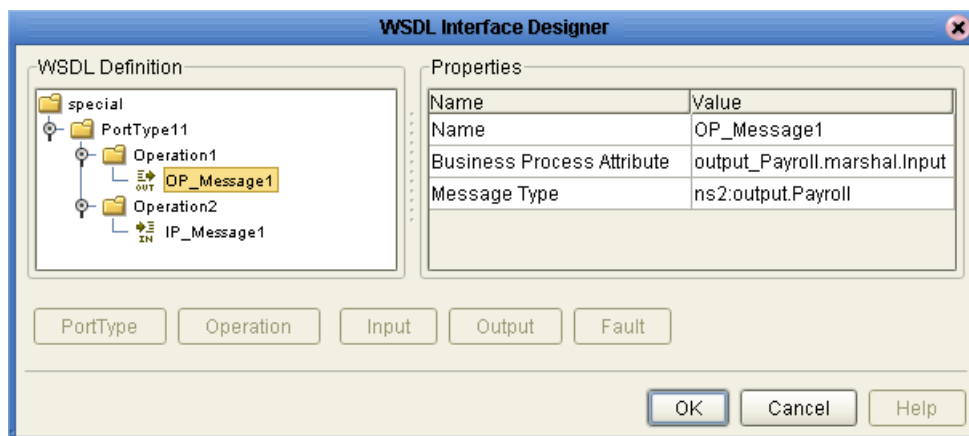 WSDL Interface Designer
WSDL Definition
special
PortType11
Operation1
OUT OP_Message1
Operation2
IN IP_Message1
Properties
Name Value
Name OP_Message1
Business Process Attribute output_Payroll.marshal.Input
Message Type ns2:output.Payroll
PortType Operation Input Output Fault
OK Cancel Help